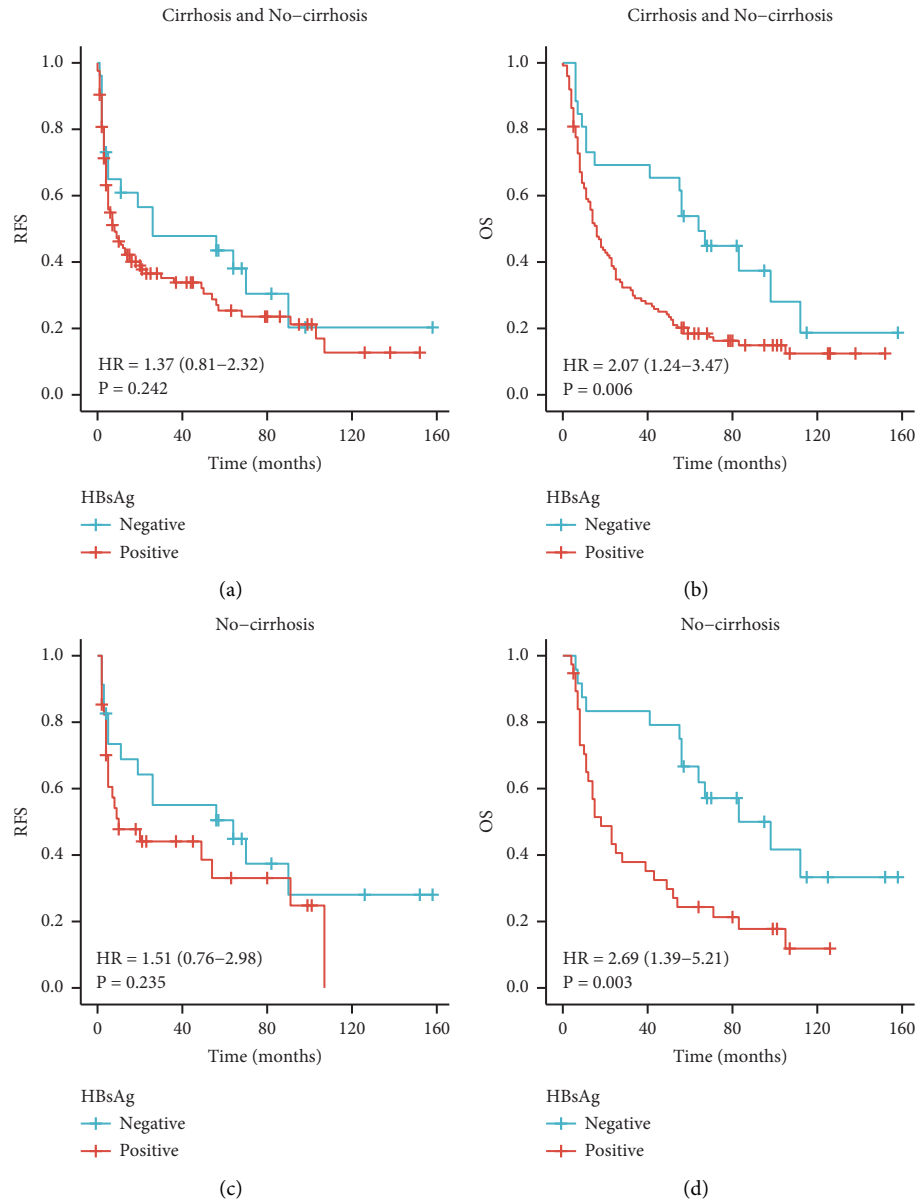 Cirrhosis and No−cirrhosis
1.0
0.8
0.6
0.4
0.2
0.0
RFS
HR = 1.37 (0.81−2.32)
P = 0.242
0 40 80 120 160
Time (months)
HBsAg
Negative
Positive
(a)
Cirrhosis and No−cirrhosis
1.0
0.8
0.6
0.4
0.2
0.0
OS
HR = 2.07 (1.24−3.47)
P = 0.006
0 40 80 120 160
Time (months)
HBsAg
Negative
Positive
(b)
No−cirrhosis
1.0
0.8
0.6
0.4
0.2
0.0
RFS
HR = 1.51 (0.76−2.98)
P = 0.235
0 40 80 120 160
Time (months)
HBsAg
Negative
Positive
(c)
No−cirrhosis
1.0
0.8
0.6
0.4
0.2
0.0
OS
HR = 2.69 (1.39−5.21)
P = 0.003
0 40 80 120 160
Time (months)
HBsAg
Negative
Positive
(d)